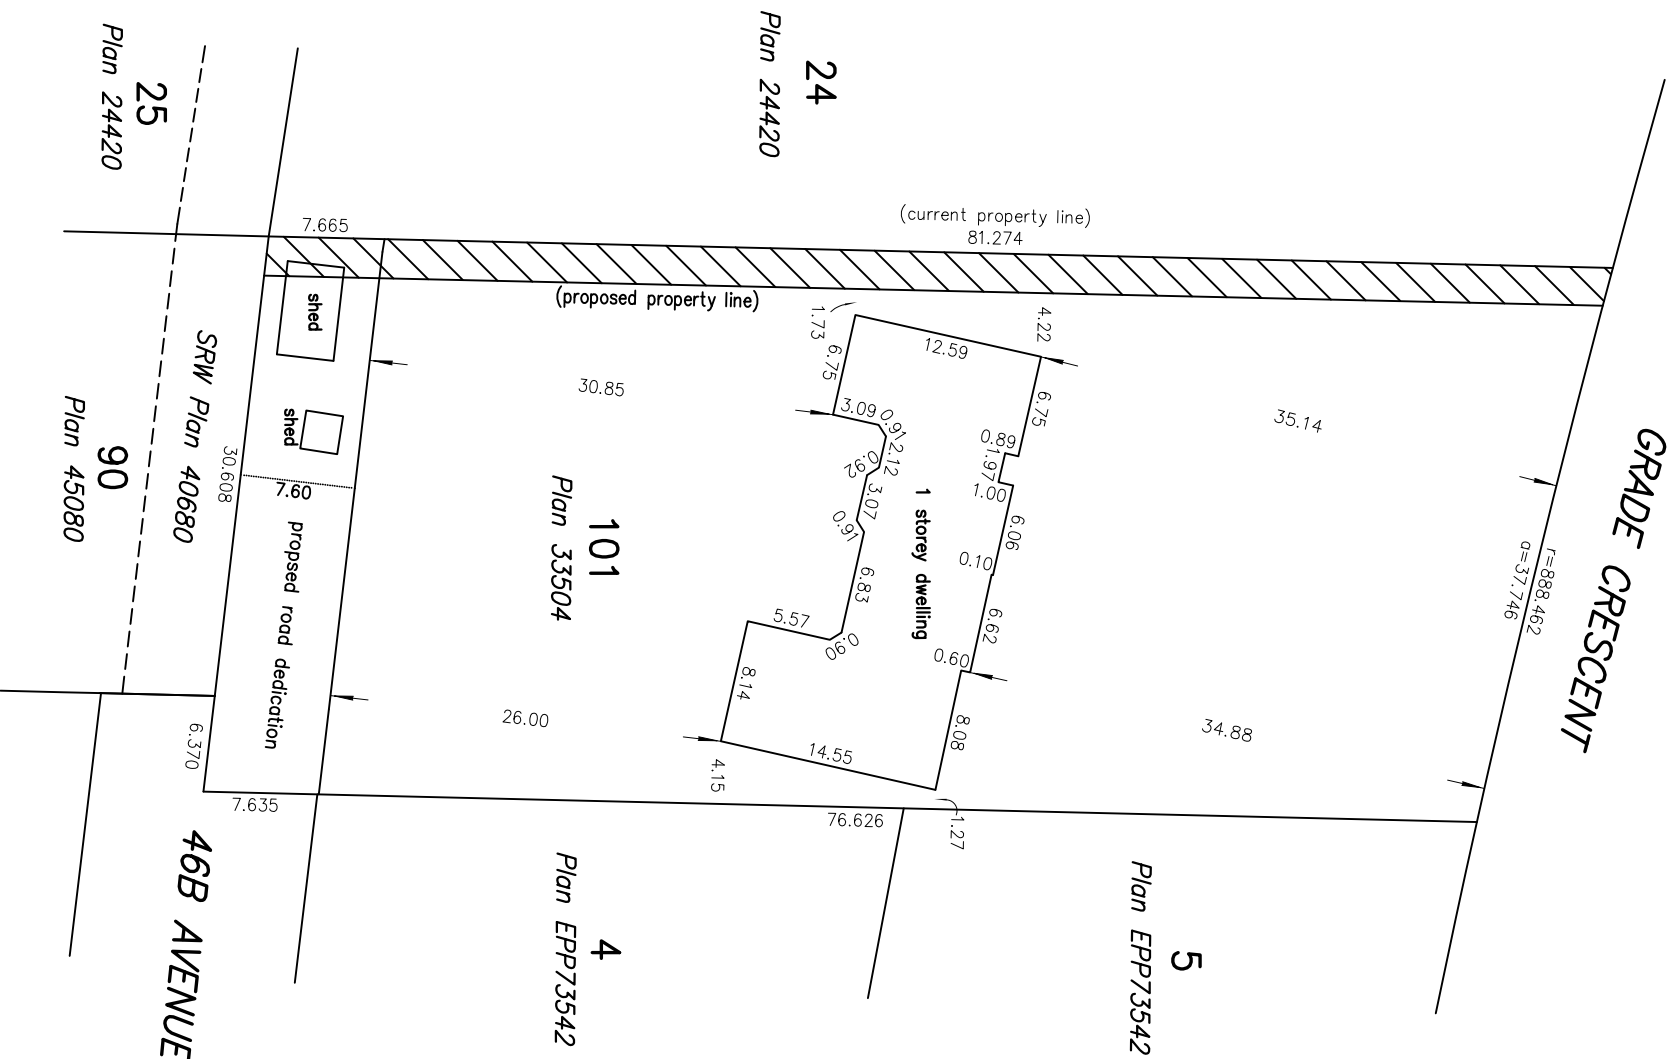 25
Plan 24420
24
Plan 24420
GRADE CRESCENT
r=888.462
a=37.746
(current property line)
81.274
7.665
(proposed property line)
shed
shed
SRW Plan 40680
90
Plan 45080
30.608
7.60
propsed road dedication
6.370
7.635
46B AVENUE
30.85
26.00
101
Plan 33504
1 storey dwelling
1.73
6.75
12.59
4.22
6.75
3.09
0.91
2.12
0.92
3.07
0.91
6.83
0.90
5.57
8.14
14.55
4.15
0.89
1.97
1.00
6.06
0.10
6.62
0.60
8.08
1.27
35.14
34.88
76.626
4
Plan EPP73542
5
Plan EPP73542